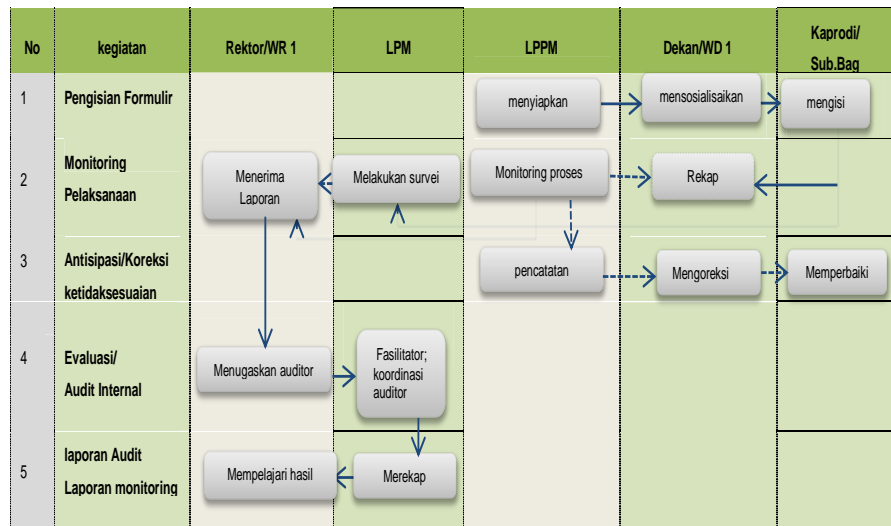 No
kegiatan
Rektor/WR 1
LPM
LPPM
Dekan/WD 1
Kaprodi/
Sub.Bag
1
Pengisian Formulir
menyiapkan
mensosialisaikan
mengisi
2
Monitoring
Pelaksanaan
Menerima
Laporan
Melakukan survei
Monitoring proses
Rekap
3
Antisipasi/Koreksi
ketidaksesuaian
pencatatan
Mengoreksi
Memperbaiki
4
Evaluasi/
Audit Internal
Menugaskan auditor
Fasilitator;
koordinasi
auditor
5
laporan Audit
Laporan monitoring
Mempelajari hasil
Merekap